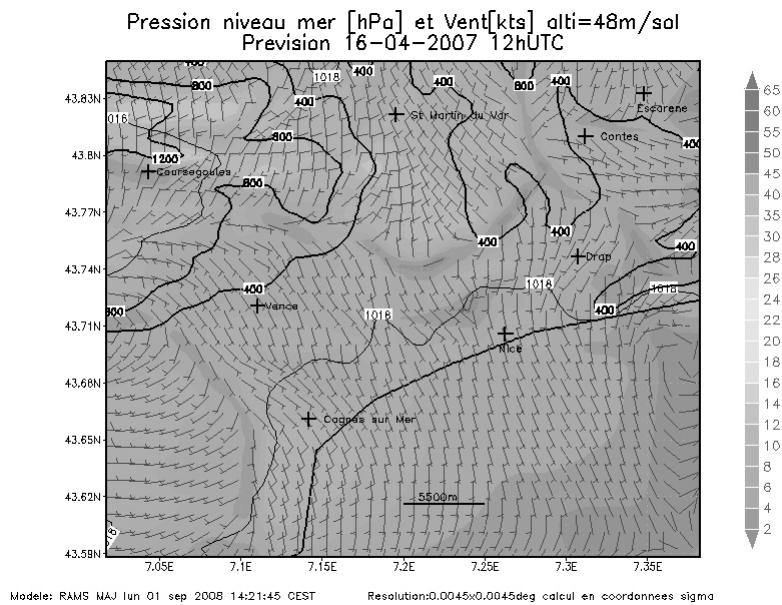 Pression niveau mer [hPa] et Vent[kts] alti=48m/sol
Prevision 16-04-2007 12hUTC
43.83N
43.8N
43.77N
43.74N
43.71N
43.68N
43.65N
43.62N
43.59N
7.05E
7.1E
7.15E
7.2E
7.25E
7.3E
7.35E
400
800
1018
400
400
800
400
400
Escarene
St Martin du Var
016
800
Contes
400
1200
Coursegoules
800
400
400
400
Drap
400
1018
1018
800
Vence
1018
400
Nice
Cagnes sur Mer
5500m
65
60
55
50
45
40
35
30
28
26
24
22
20
18
16
14
12
10
8
6
4
2
Modele: RAMS MAJ lun 01 sep 2008 14:21:45 CEST
Resolution:0.0045x0.0045deg calcul en coordonnees sigma